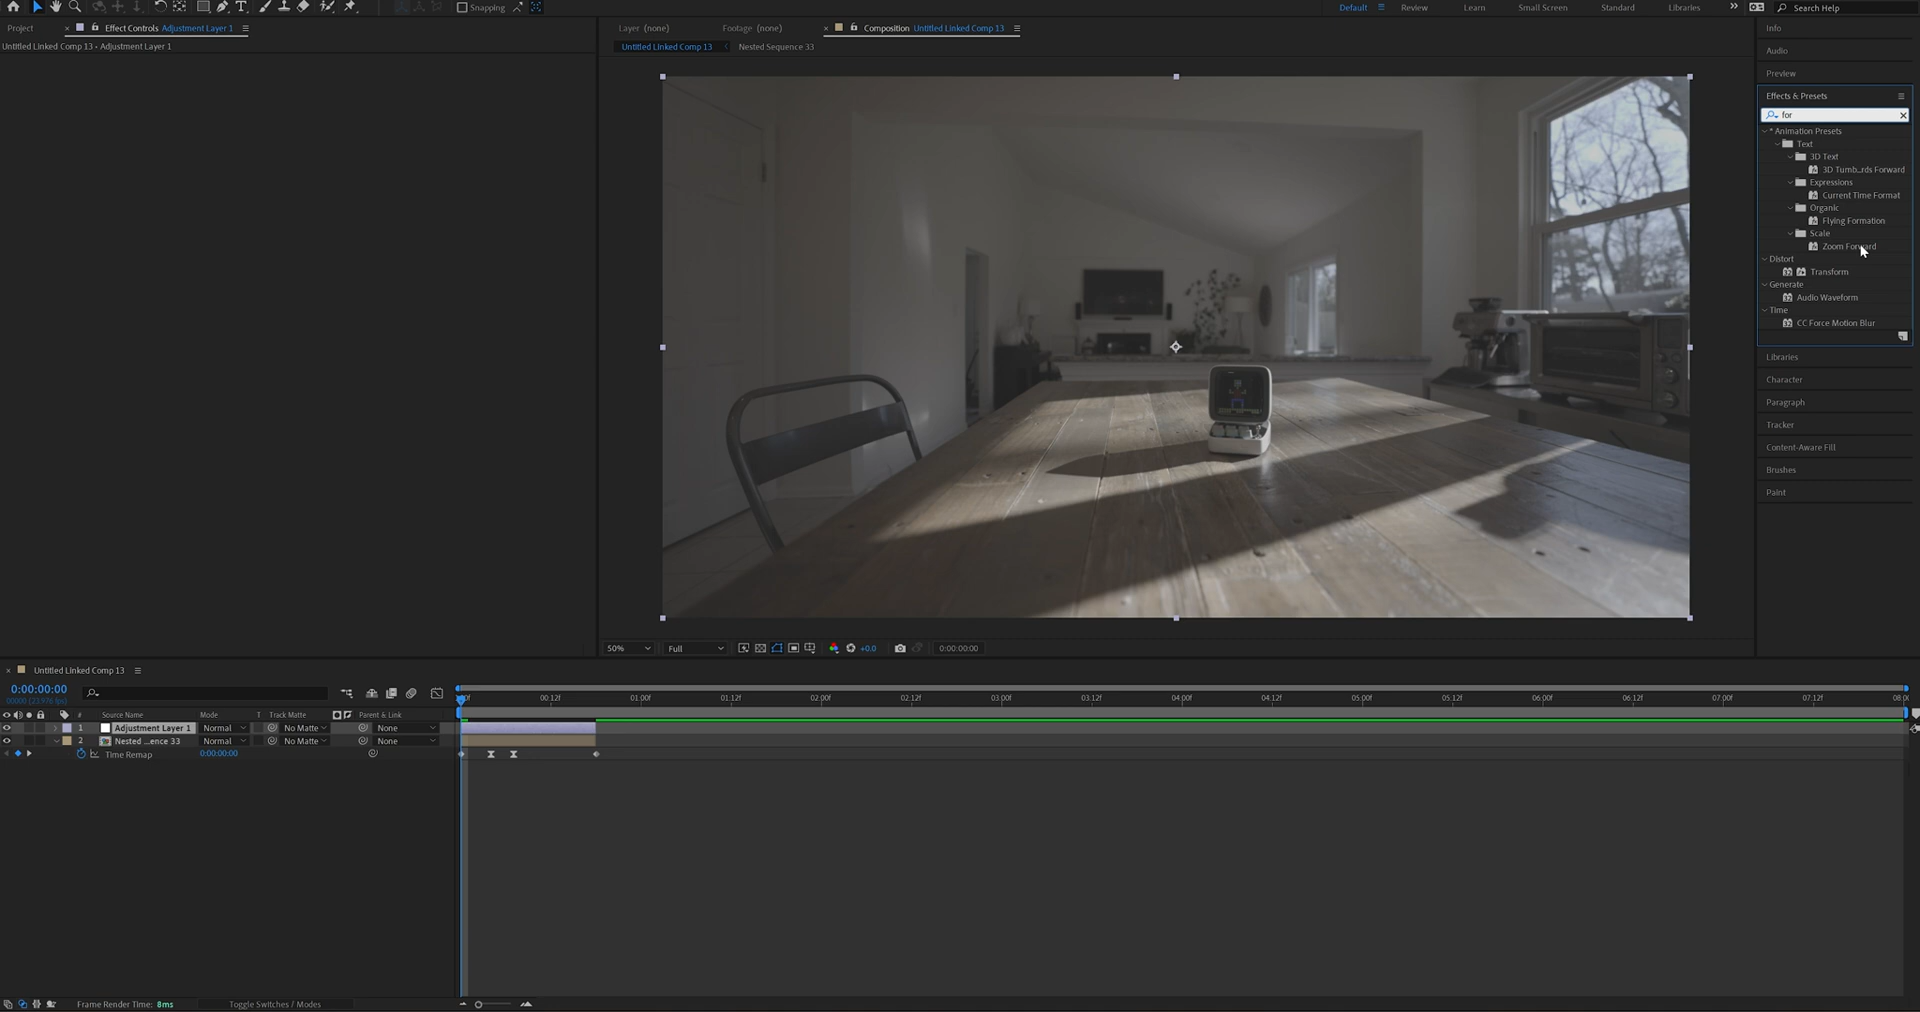 Snapping
Default
Review
Learn
Small Screen
Standard
Libraries
Search Help
Project
Effect Controls Adjustment Layer 1
Untitled Linked Comp 13 • Adjustment Layer 1
Layer (none)
Footage (none)
Composition Untitled Linked Comp 13
Untitled Linked Comp 13
Nested Sequence 33
Info
Audio
Preview
Effects & Presets
for
* Animation Presets
Text
3D Text
3D Tumb...rds Forward
Expressions
Current Time Format
Organic
Flying Formation
Scale
Zoom Forward
Distort
Transform
Generate
Audio Waveform
Time
CC Force Motion Blur
Libraries
Character
Paragraph
Tracker
Content-Aware Fill
Brushes
Paint
50%
Full
+0.0
0:00:00:00
Untitled Linked Comp 13
0:00:00:00
00000 (23.976 fps)
00:12f 01:00f 01:12f 02:00f 02:12f 03:00f 03:12f 04:00f 04:12f 05:00f 05:12f 06:00f 06:12f 07:00f 07:12f
# Source Name Mode T Track Matte Parent & Link
1 Adjustment Layer 1 Normal No Matte None
2 Nested ...ence 33 Normal No Matte None
Time Remap 0:00:00:00
Frame Render Time: 8ms
Toggle Switches / Modes